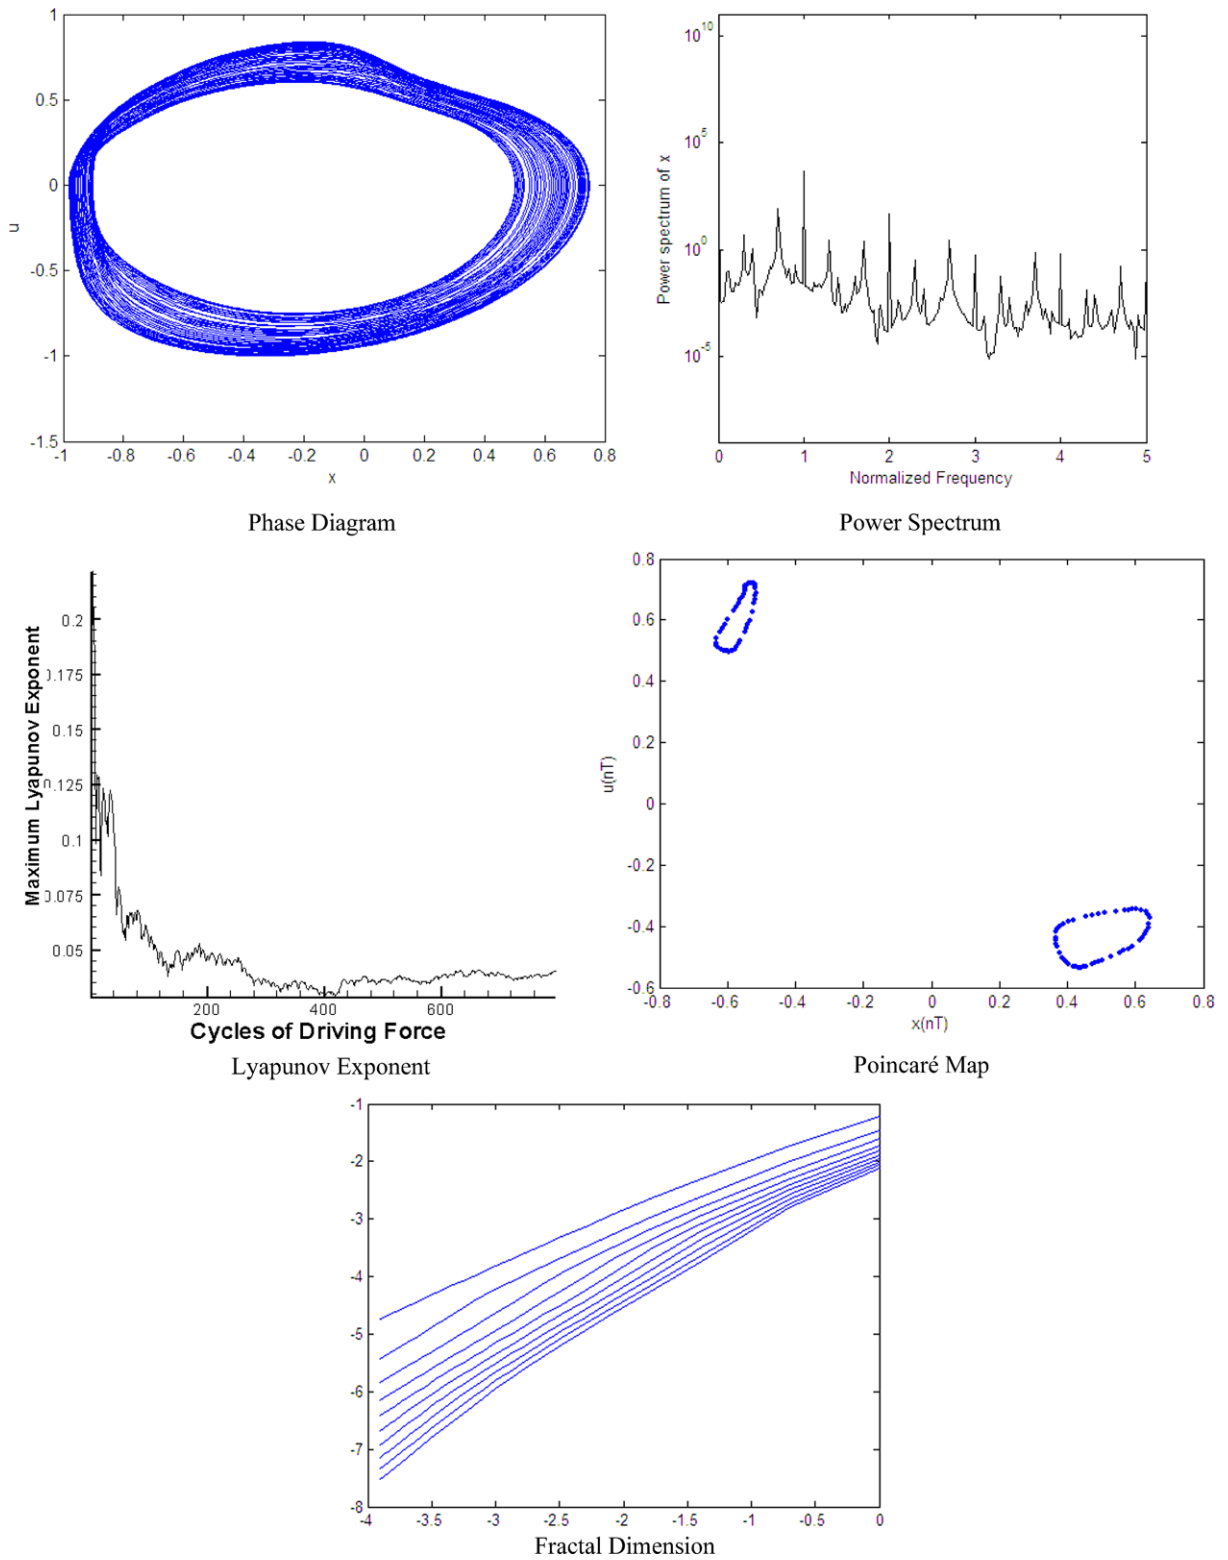 1
0.5
0
-0.5
-1
-1.5
u
-1 -0.8 -0.6 -0.4 -0.2 0 0.2 0.4 0.6 0.8
x
Phase Diagram
10^10
10^5
10^0
10^-5
Power spectrum of x
0 1 2 3 4 5
Normalized Frequency
Power Spectrum
0.2
).175
0.15
0.125
0.1
).075
0.05
Maximum Lyapunov Exponent
200 400 600
Cycles of Driving Force
Lyapunov Exponent
0.8
0.6
0.4
0.2
0
-0.2
-0.4
-0.6
u(nT)
-0.8 -0.6 -0.4 -0.2 0 0.2 0.4 0.6 0.8
x(nT)
Poincaré Map
-1
-2
-3
-4
-5
-6
-7
-8
-4 -3.5 -3 -2.5 -2 -1.5 -1 -0.5 0
Fractal Dimension